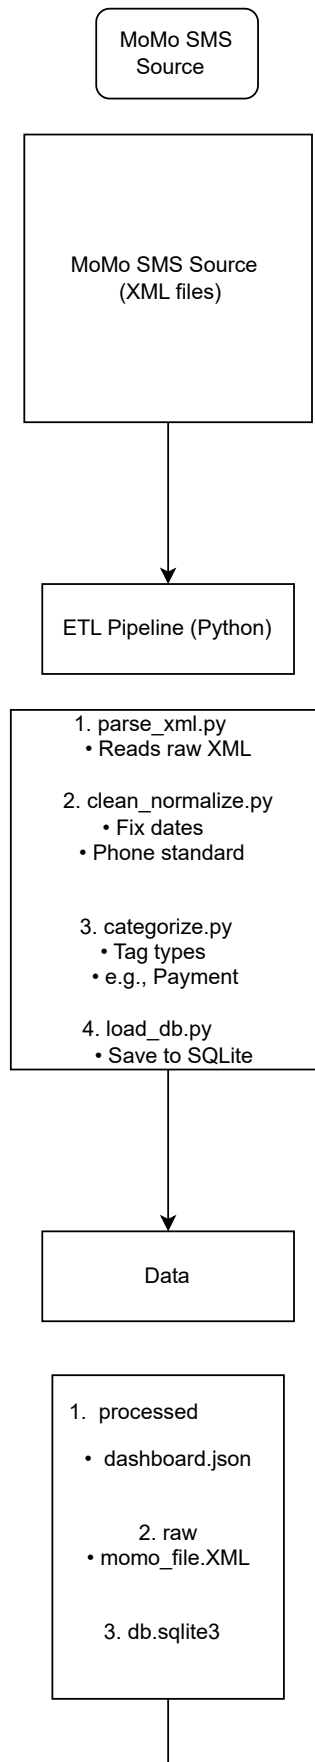 MoMo SMS
Source
MoMo SMS Source
(XML files)
ETL Pipeline (Python)
1. parse_xml.py
• Reads raw XML
2. clean_normalize.py
• Fix dates
• Phone standard
3. categorize.py
• Tag types
• e.g., Payment
4. load_db.py
• Save to SQLite
Data
1. processed
• dashboard.json
2. raw
• momo_file.XML
3. db.sqlite3